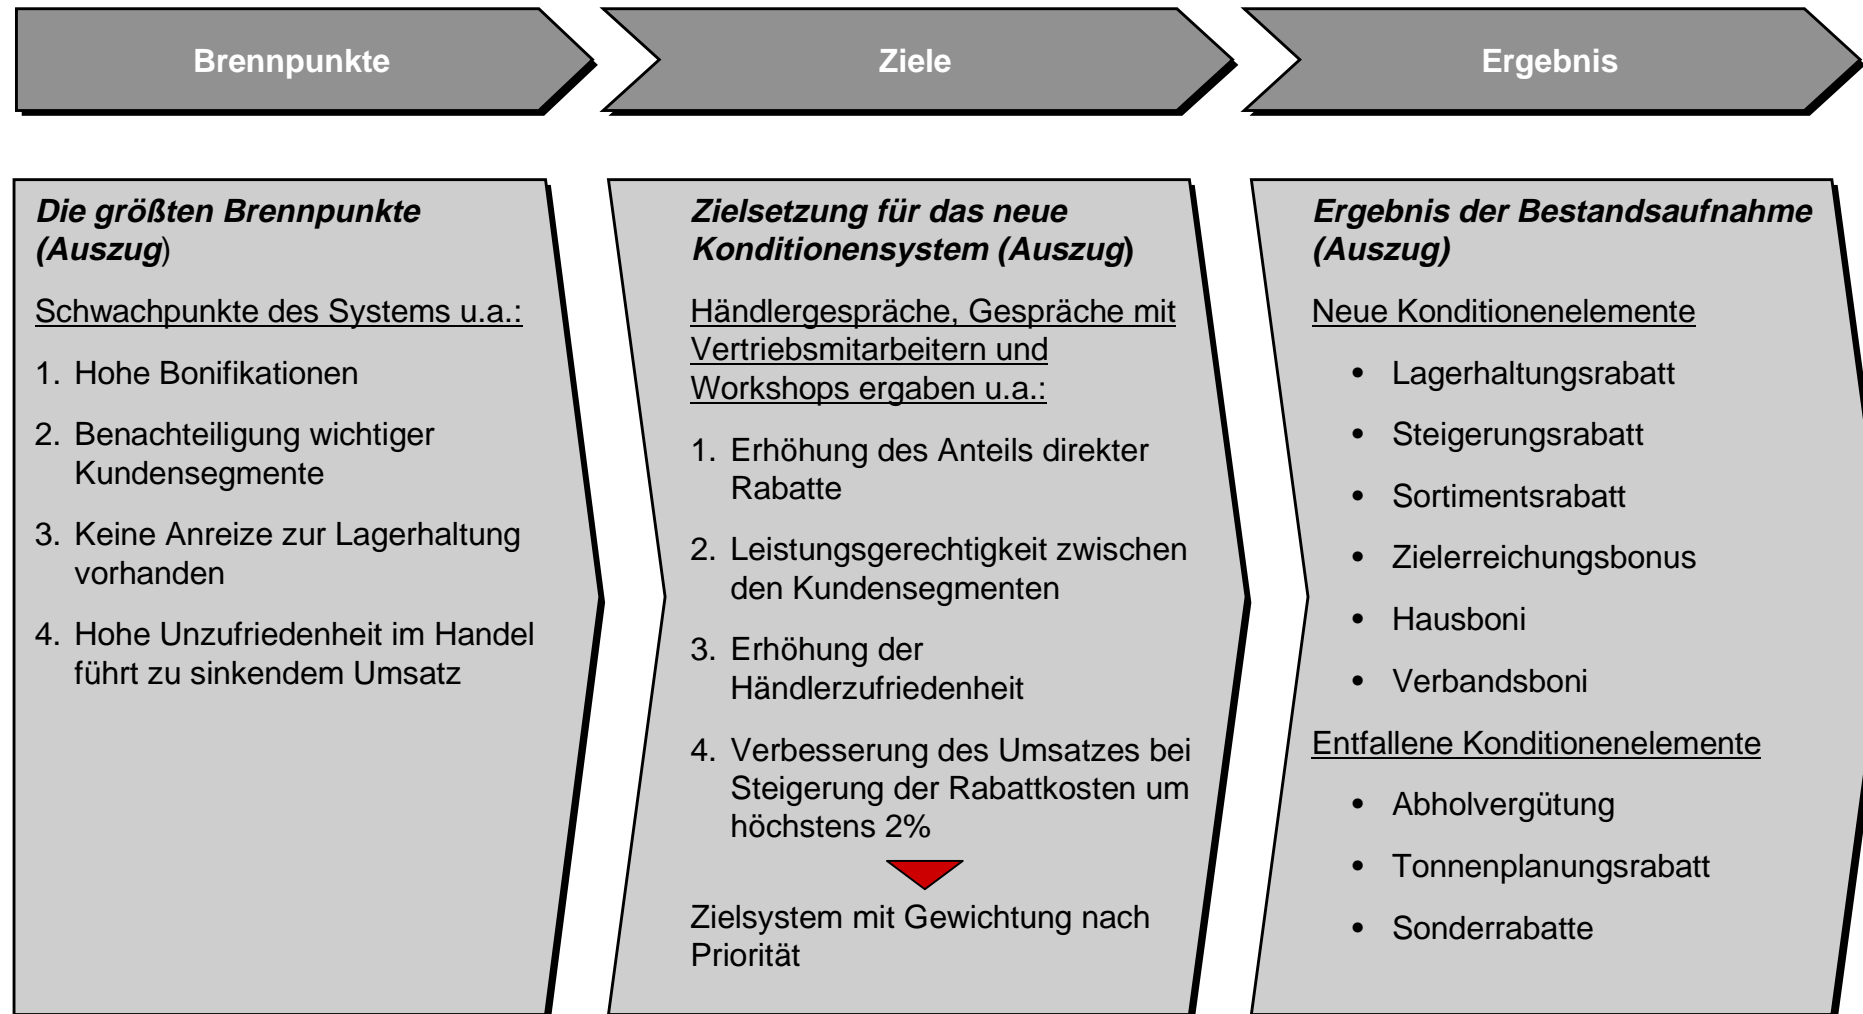 Brennpunkte
Ziele
Ergebnis
Die größten Brennpunkte
(Auszug)
Schwachpunkte des Systems u.a.:
1. Hohe Bonifikationen
2. Benachteiligung wichtiger
Kundensegmente
3. Keine Anreize zur Lagerhaltung
vorhanden
4. Hohe Unzufriedenheit im Handel
führt zu sinkendem Umsatz
Zielsetzung für das neue
Konditionensystem (Auszug)
Händlergespräche, Gespräche mit
Vertriebsmitarbeitern und
Workshops ergaben u.a.:
1. Erhöhung des Anteils direkter
Rabatte
2. Leistungsgerechtigkeit zwischen
den Kundensegmenten
3. Erhöhung der
Händlerzufriedenheit
4. Verbesserung des Umsatzes bei
Steigerung der Rabattkosten um
höchstens 2%
Zielsystem mit Gewichtung nach
Priorität
Ergebnis der Bestandsaufnahme
(Auszug)
Neue Konditionenelemente
• Lagerhaltungsrabatt
• Steigerungsrabatt
• Sortimentsrabatt
• Zielerreichungsbonus
• Hausboni
• Verbandsboni
Entfallene Konditionenelemente
• Abholvergütung
• Tonnenplanungsrabatt
• Sonderrabatte